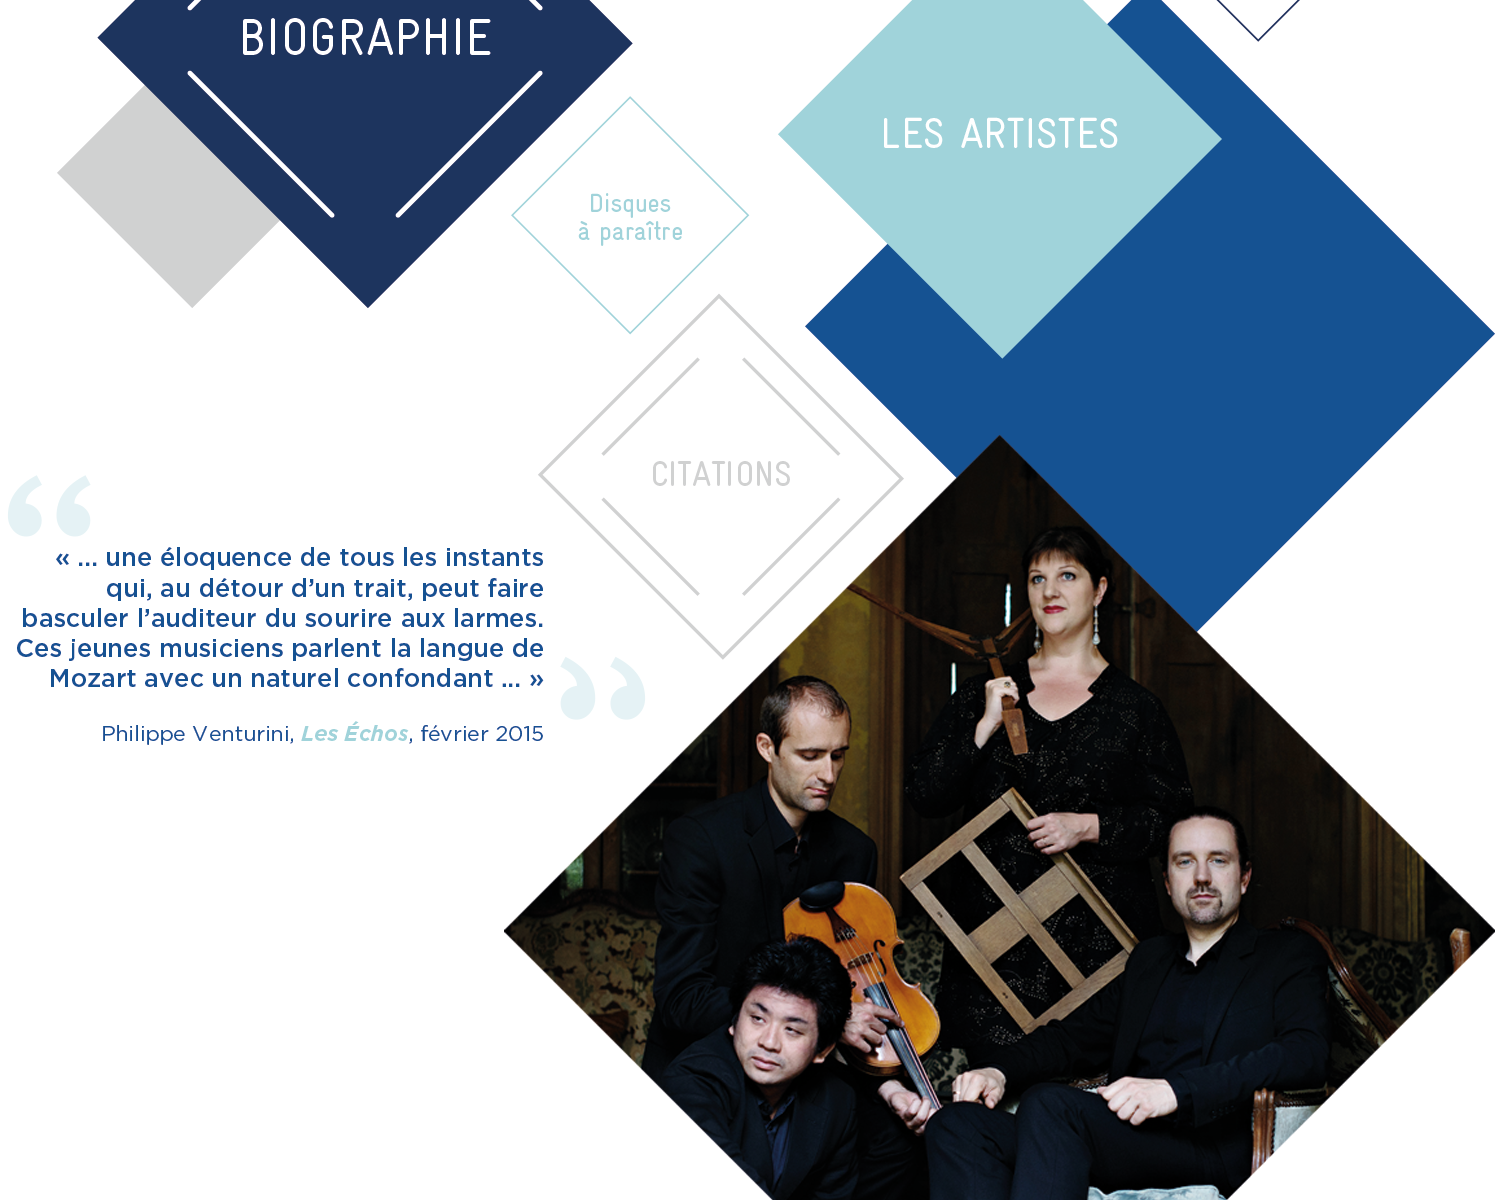 BIOGRAPHIE
LES ARTISTES
Disques
à paraître
CITATIONS
« ... une éloquence de tous les instants
qui, au détour d’un trait, peut faire
basculer l’auditeur du sourire aux larmes.
Ces jeunes musiciens parlent la langue de
Mozart avec un naturel confondant ... »
Philippe Venturini, Les Échos, février 2015